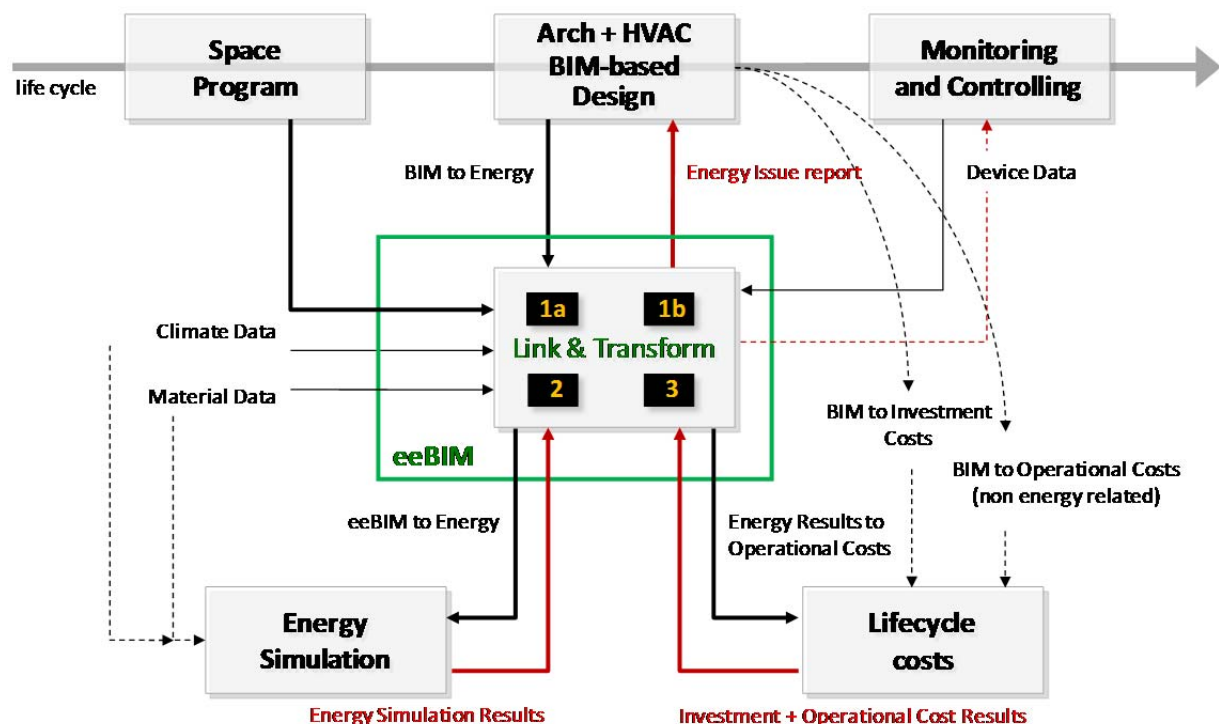 Space
Program
Arch + HVAC
BIM-based
Design
Monitoring
and Controlling
life cycle
BIM to Energy
Energy Issue report
Device Data
1a
1b
Link & Transform
2
3
eeBIM
Climate Data
Material Data
BIM to Investment
Costs
BIM to Operational Costs
(non energy related)
eeBIM to Energy
Energy Results to
Operational Costs
Energy
Simulation
Lifecycle
costs
Energy Simulation Results
Investment + Operational Cost Results